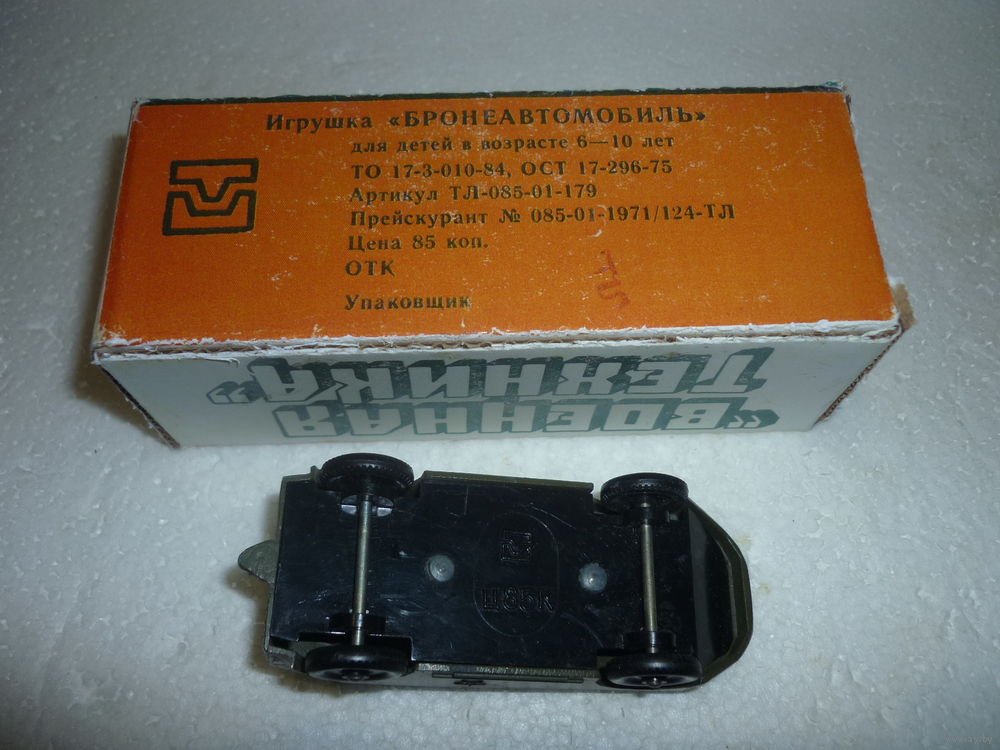 Игрушка «БРОНЕАВТОМОБИЛЬ»
для детей в возрасте 6—10 лет
ТО 17-3-010-84, ОСТ 17-296-75
Артикул ТЛ-085-01-179
Прейскурант № 085-01-1971/124-ТЛ
Цена 85 коп.
ОТК
Упаковщик
«ВОЕННАЯ
ТЕХНИКА»
Ц85К